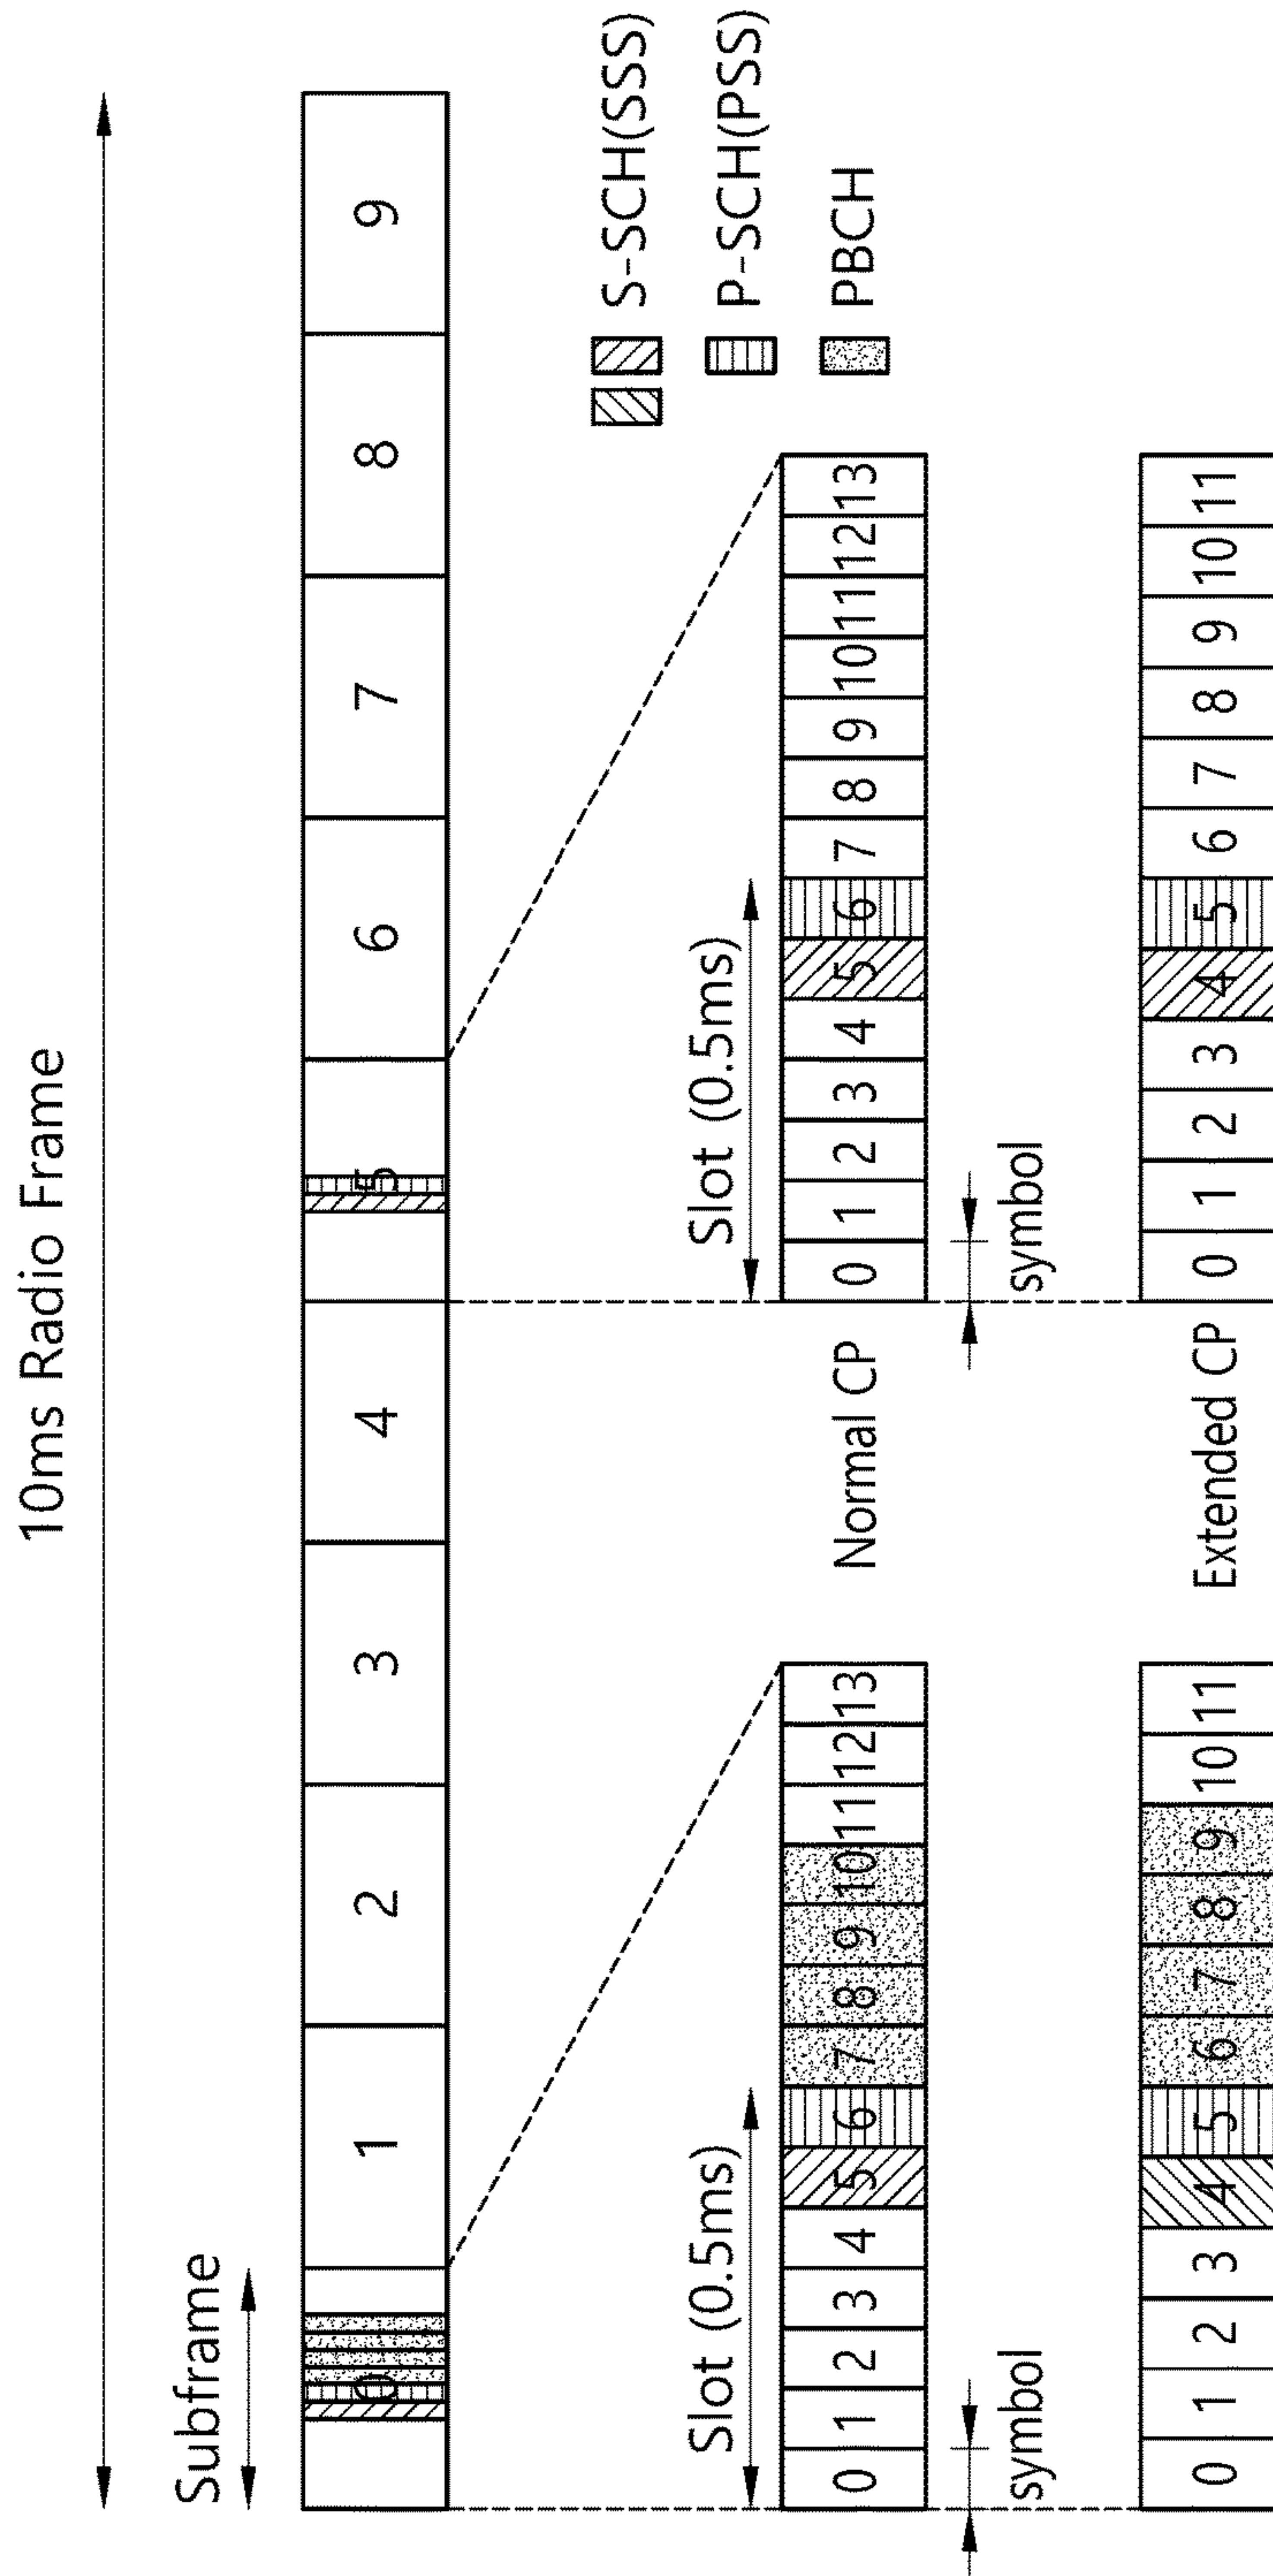 10ms Radio Frame
Subframe
0 1 2 3 4 5 6 7 8 9
S-SCH(SSS)
P-SCH(PSS)
PBCH
Slot (0.5ms)
Slot (0.5ms)
0 1 2 3 4 5 6 7 8 9 10 11 12 13
Normal CP
0 1 2 3 4 5 6 7 8 9 10 11 12 13
symbol
symbol
0 1 2 3 4 5 6 7 8 9 10 11
Extended CP
0 1 2 3 4 5 6 7 8 9 10 11